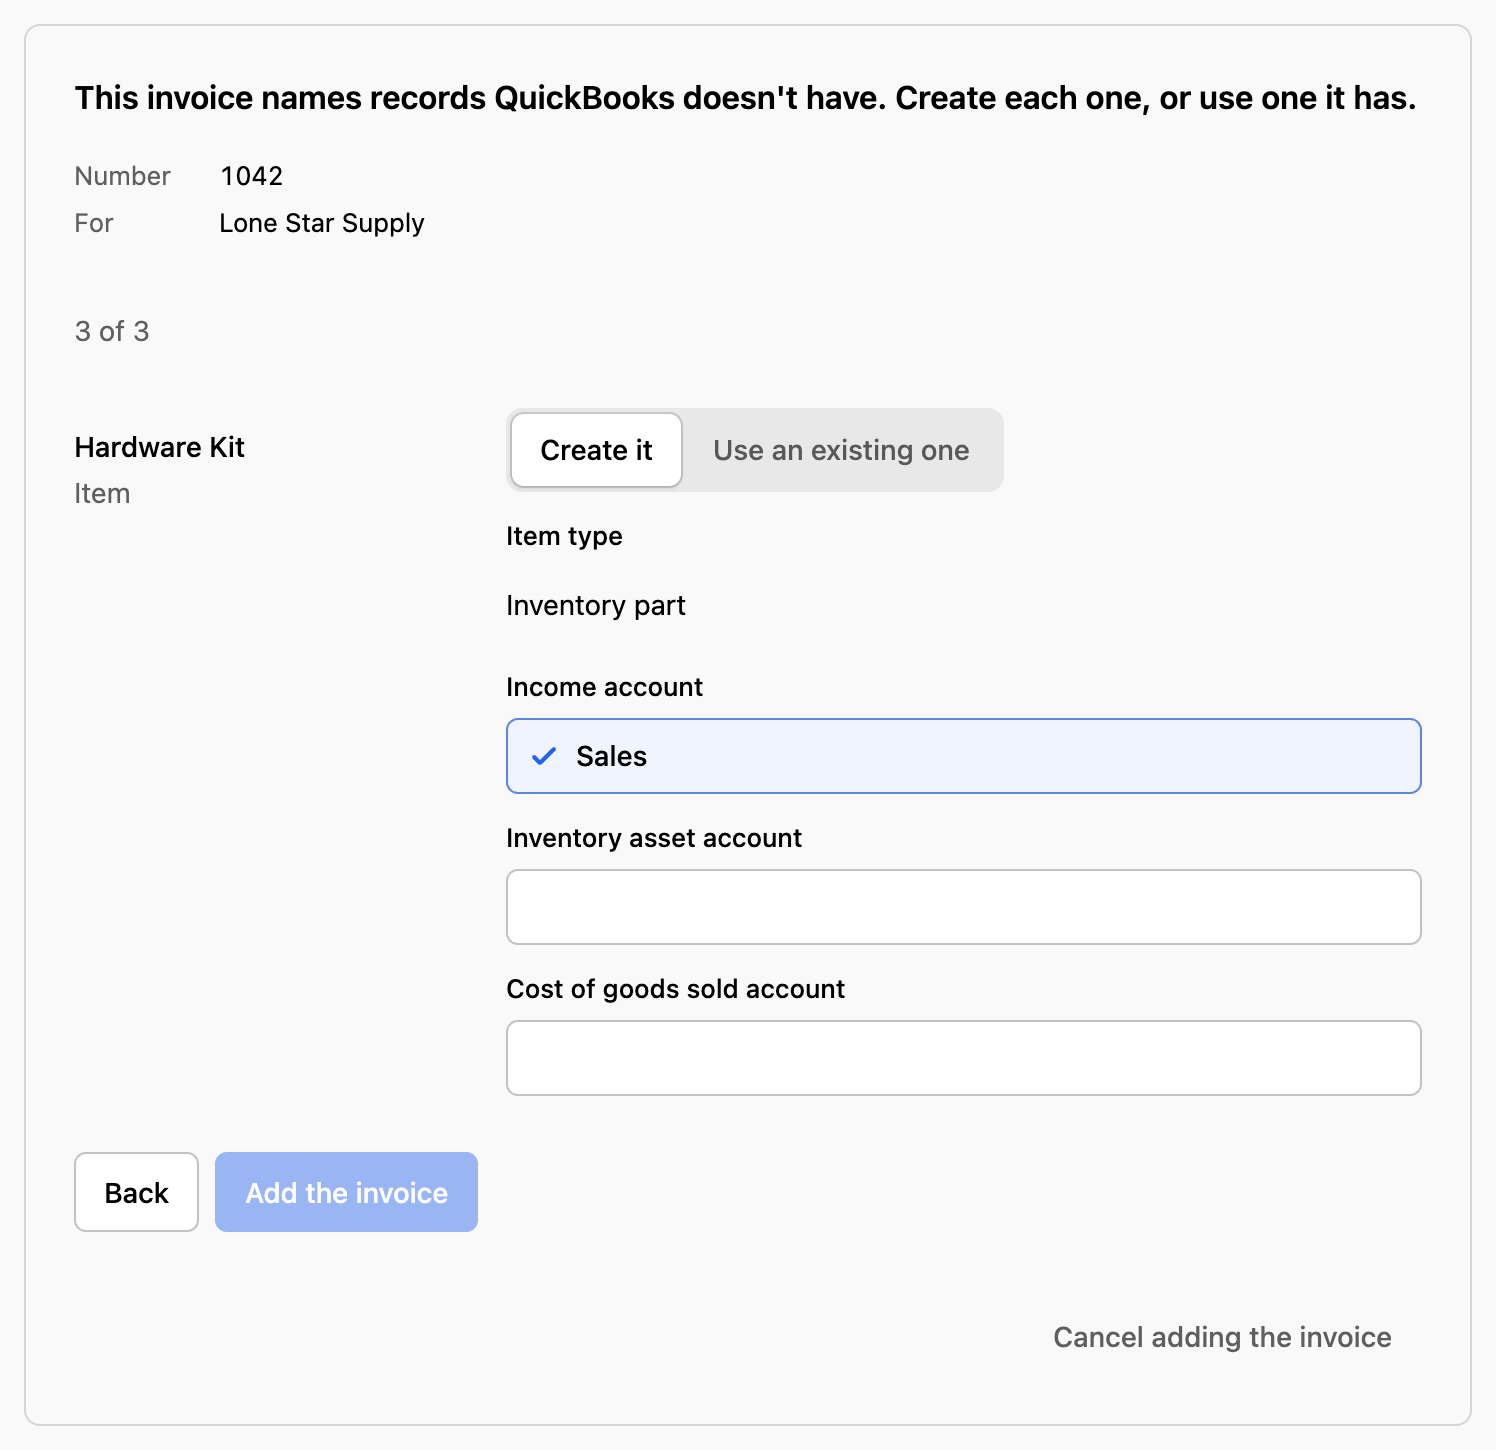 This invoice names records QuickBooks doesn't have. Create each one, or use one it has.
Number 1042
For Lone Star Supply
3 of 3
Hardware Kit
Item
Create it Use an existing one
Item type
Inventory part
Income account
Sales
Inventory asset account
Cost of goods sold account
Back Add the invoice
Cancel adding the invoice